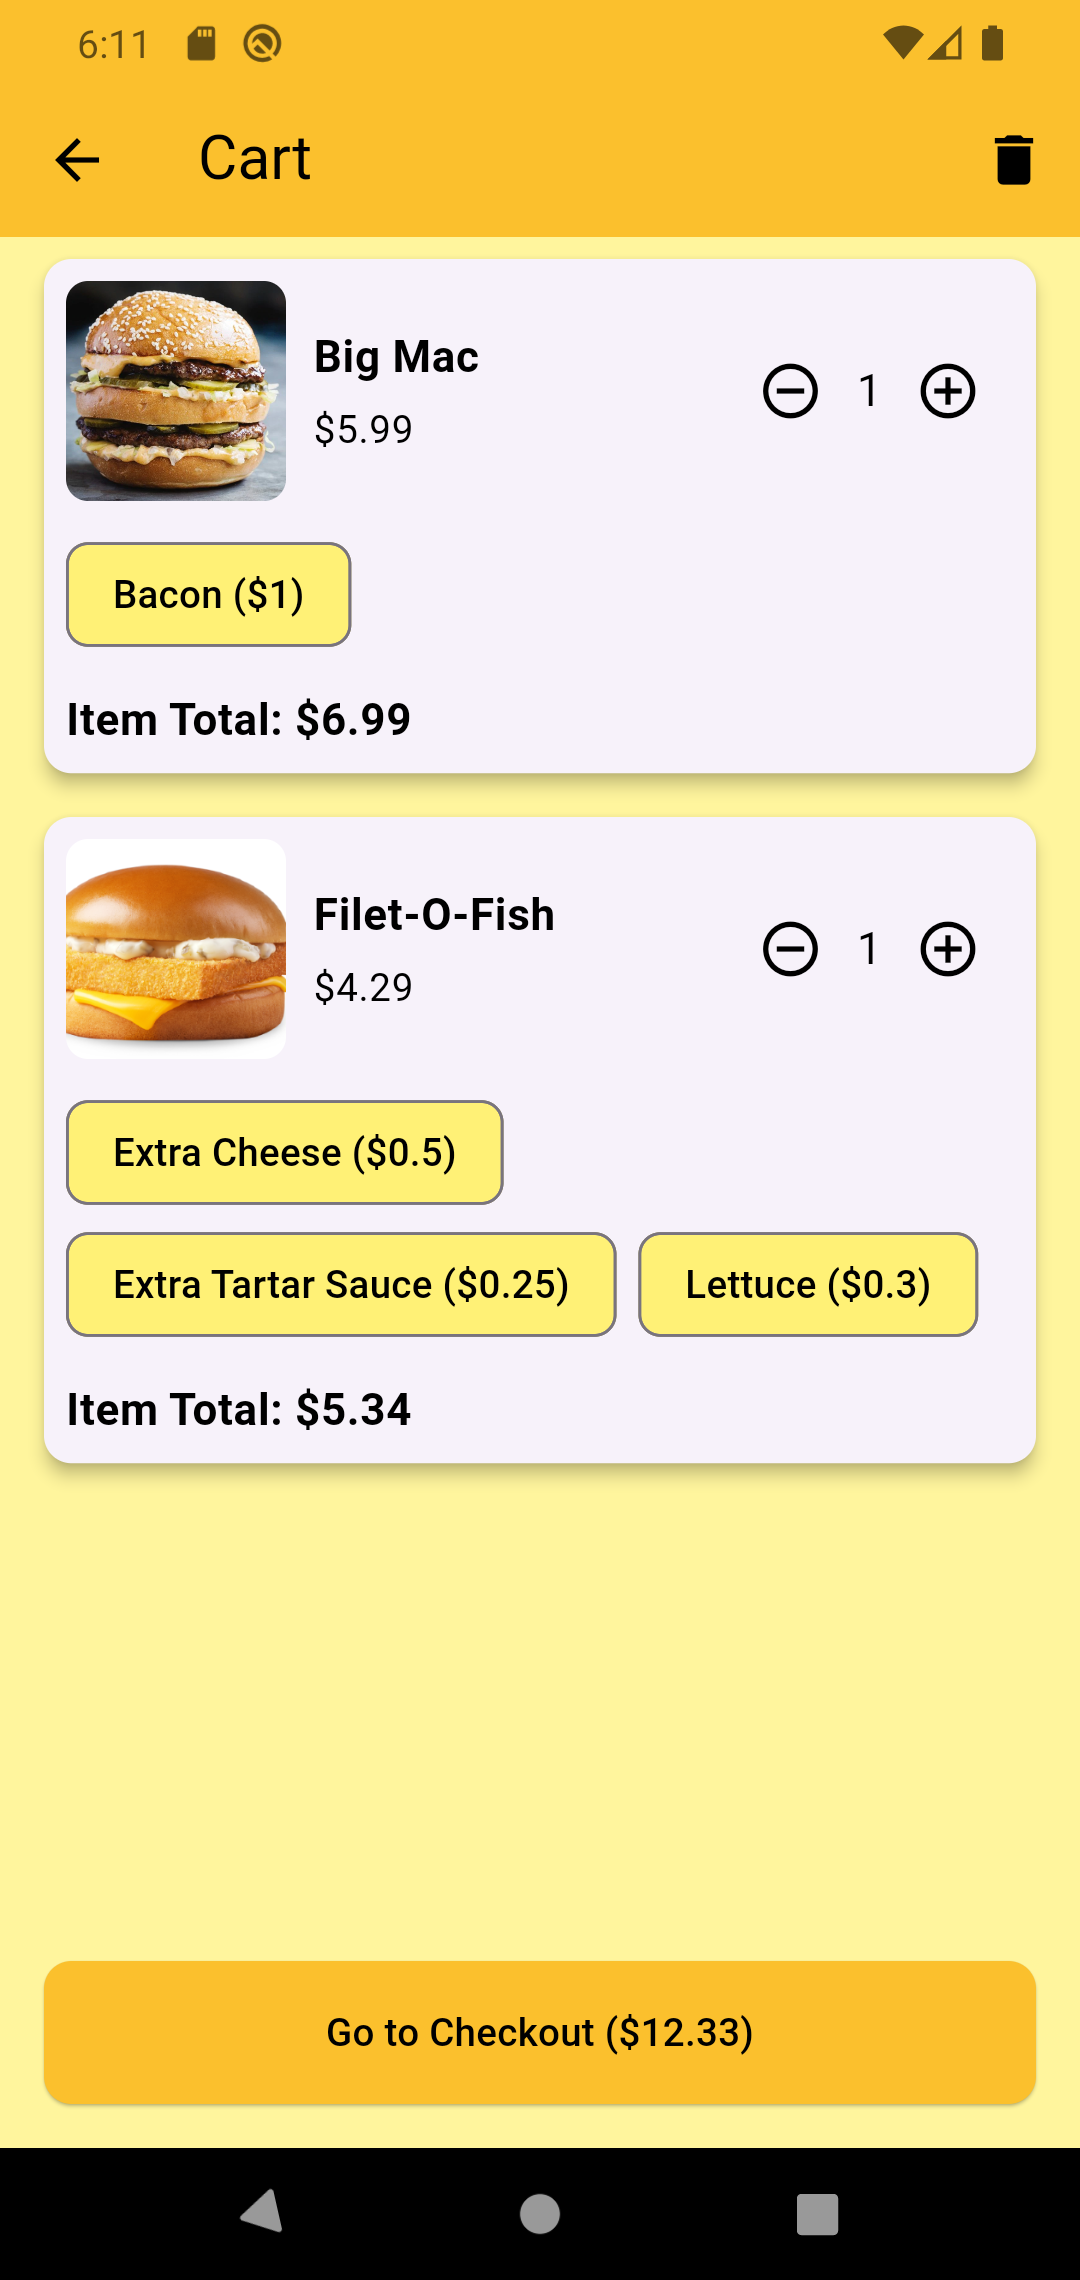 6:11
Cart
Big Mac
$5.99
1
Bacon ($1)
Item Total: $6.99
Filet-O-Fish
$4.29
1
Extra Cheese ($0.5)
Extra Tartar Sauce ($0.25) Lettuce ($0.3)
Item Total: $5.34
Go to Checkout ($12.33)